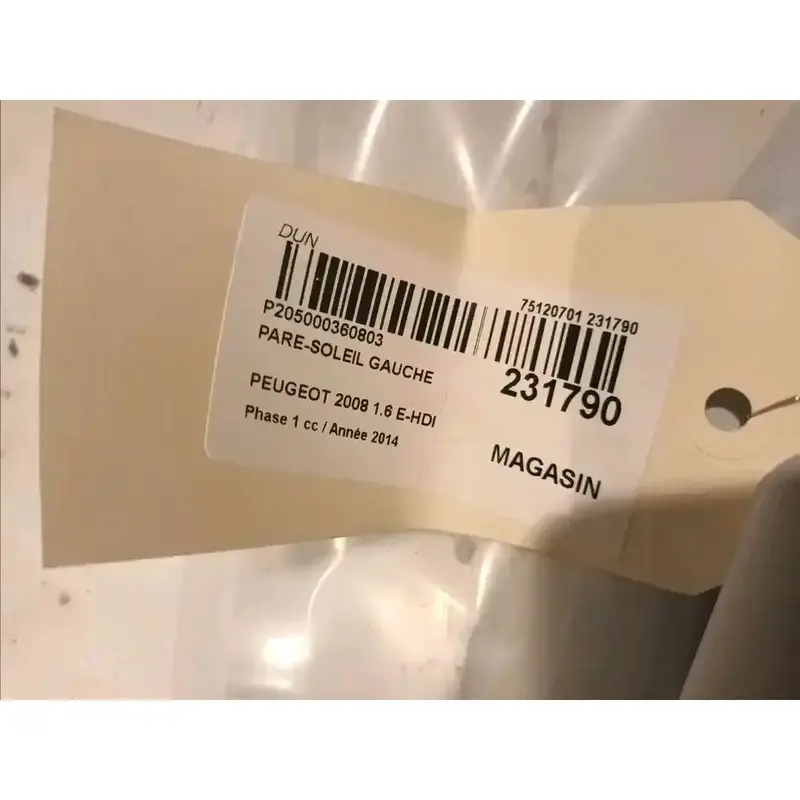 DUN
75120701 231790
P205000360803
PARE-SOLEIL GAUCHE
231790
PEUGEOT 2008 1.6 E-HDI
Phase 1 cc / Année 2014
MAGASIN